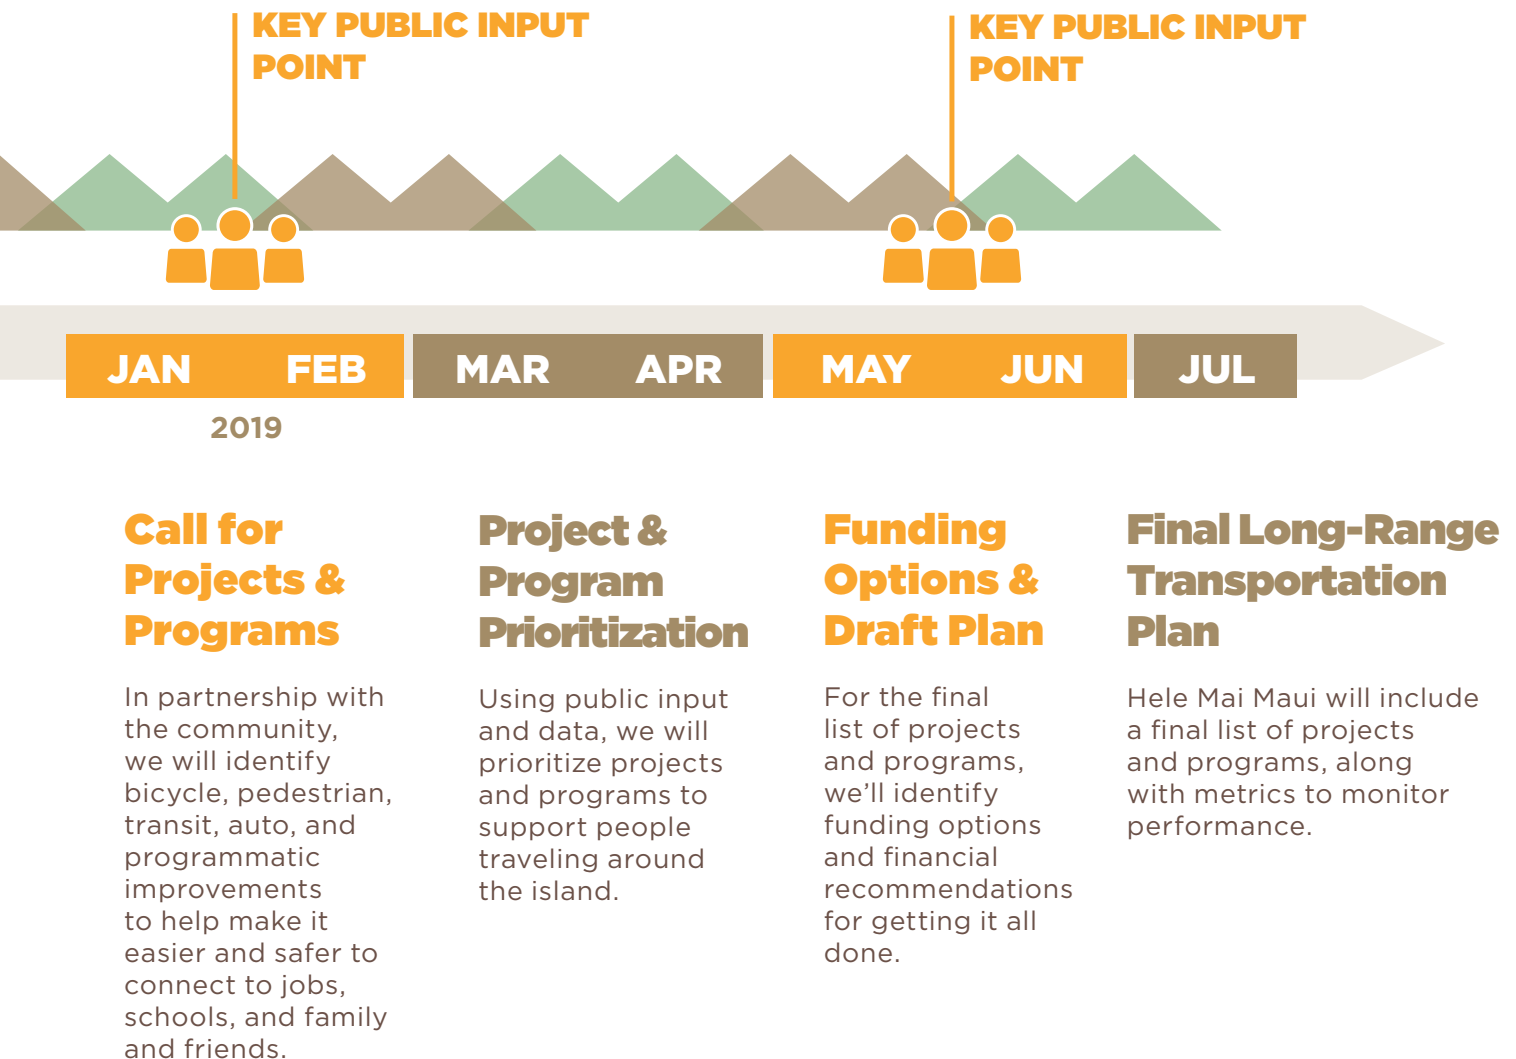 KEY PUBLIC INPUT
POINT
KEY PUBLIC INPUT
POINT
JAN FEB MAR APR MAY JUN JUL
2019
Call for
Projects &
Programs
In partnership with
the community,
we will identify
bicycle, pedestrian,
transit, auto, and
programmatic
improvements
to help make it
easier and safer to
connect to jobs,
schools, and family
and friends.
Project &
Program
Prioritization
Using public input
and data, we will
prioritize projects
and programs to
support people
traveling around
the island.
Funding
Options &
Draft Plan
For the final
list of projects
and programs,
we'll identify
funding options
and financial
recommendations
for getting it all
done.
Final Long-Range
Transportation
Plan
Hele Mai Maui will include
a final list of projects
and programs, along
with metrics to monitor
performance.